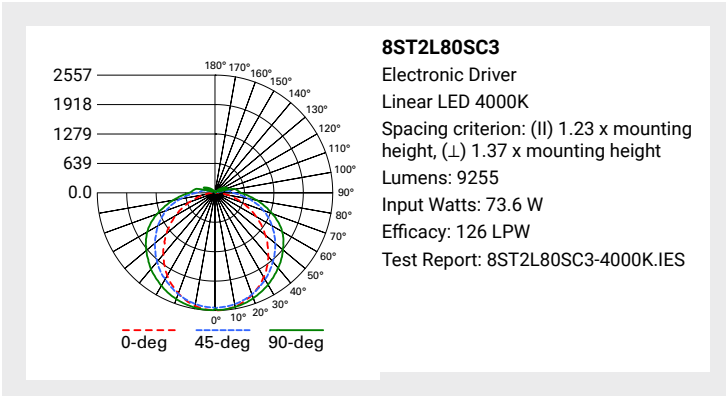 2557
1918
1279
639
0.0
180° 170° 160° 150° 140° 130° 120° 110° 100° 90° 80° 70° 60° 50° 40° 30° 20° 10° 0°
0-deg 45-deg 90-deg
8ST2L80SC3
Electronic Driver
Linear LED 4000K
Spacing criterion: (II) 1.23 x mounting
height, (⊥) 1.37 x mounting height
Lumens: 9255
Input Watts: 73.6 W
Efficacy: 126 LPW
Test Report: 8ST2L80SC3-4000K.IES